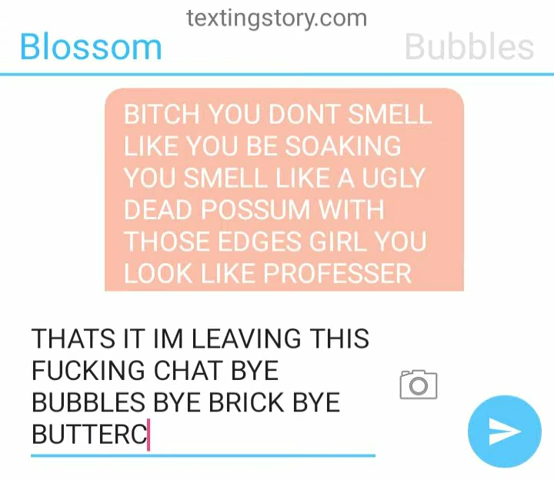 textingstory.com
Blossom
Bubbles
BITCH YOU DONT SMELL
LIKE YOU BE SOAKING
YOU SMELL LIKE A UGLY
DEAD POSSUM WITH
THOSE EDGES GIRL YOU
LOOK LIKE PROFESSER
THATS IT IM LEAVING THIS
FUCKING CHAT BYE
BUBBLES BYE BRICK BYE
BUTTERC